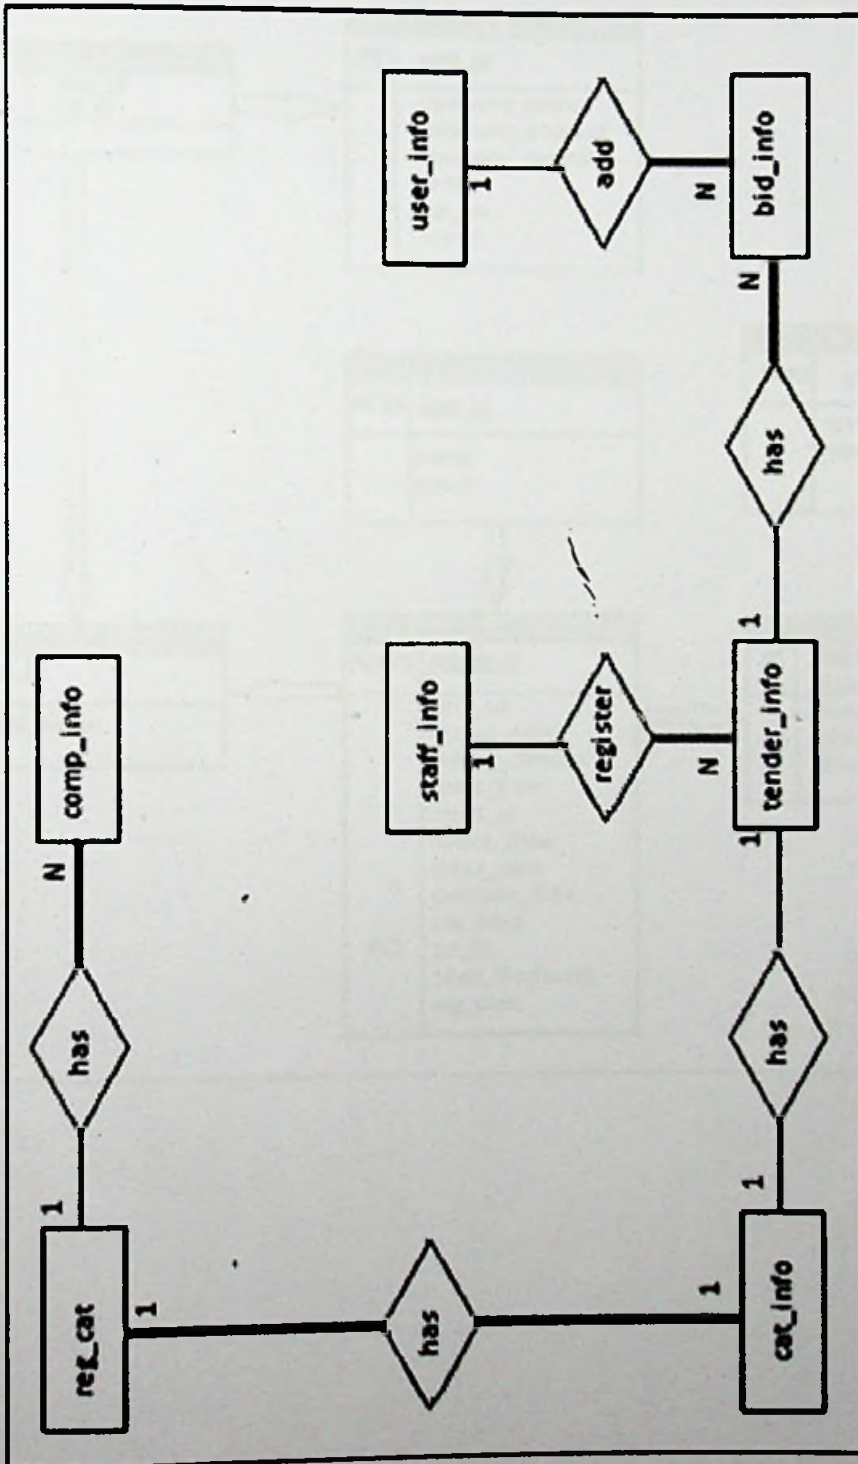 reg_cat
1
has
N
comp_info
1
has
1
staff_info
1
register
N
user_info
1
add
N
cat_info
1
has
1
tender_info
1
has
N
bid_info